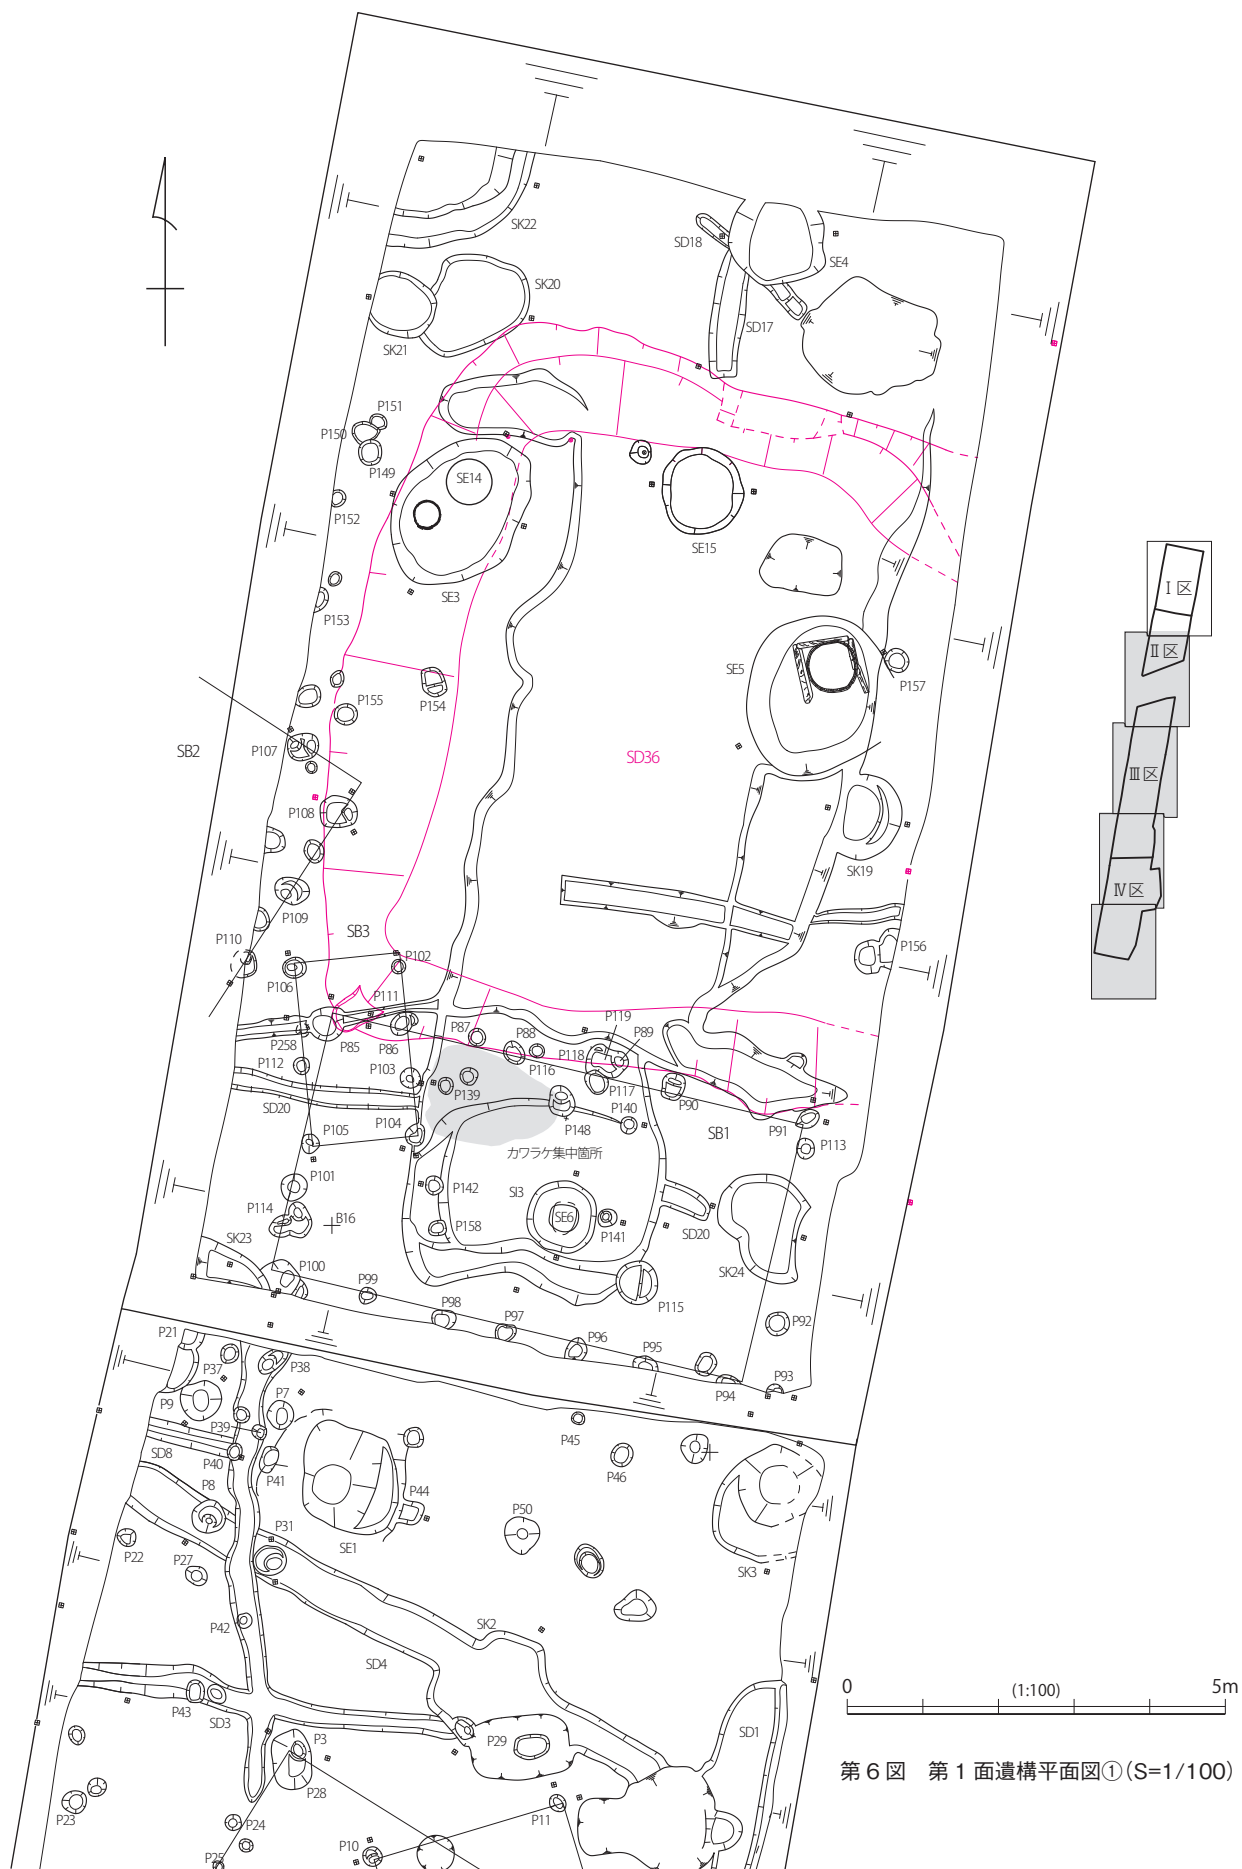 SK22
SD18
SE4
SK20
SD17
SK21
P151
P150
P149
SE14
P152
SE15
SE3
P153
SE5
P157
P154
P155
P107
SB2
SD36
P108
SK19
P109
SB3
P110
P102
P156
P106
P111
P119
P87
P88
P89
P118
P258
P85
P86
P116
P112
P103
P117
P139
P90
P140
SD20
P104
P148
SB1
P91
P105
P113
カワラケ集中箇所
P101
P142
SI3
P114
B16
SE6
P141
P158
SD20
SK23
SK24
P100
P99
P115
P98
P97
P92
P96
P95
P21
P37
P38
P93
P94
P9
P7
P39
P45
SD8
P40
P46
P41
P8
P44
P50
P31
SE1
P22
P27
SK3
P42
SK2
SD4
P43
SD3
SD1
P3
P29
P28
P23
P24
P11
P10
P25
Ⅰ区
Ⅱ区
Ⅲ区
Ⅳ区
0 (1:100) 5m
第6図 第1面遺構平面図①(S=1/100)